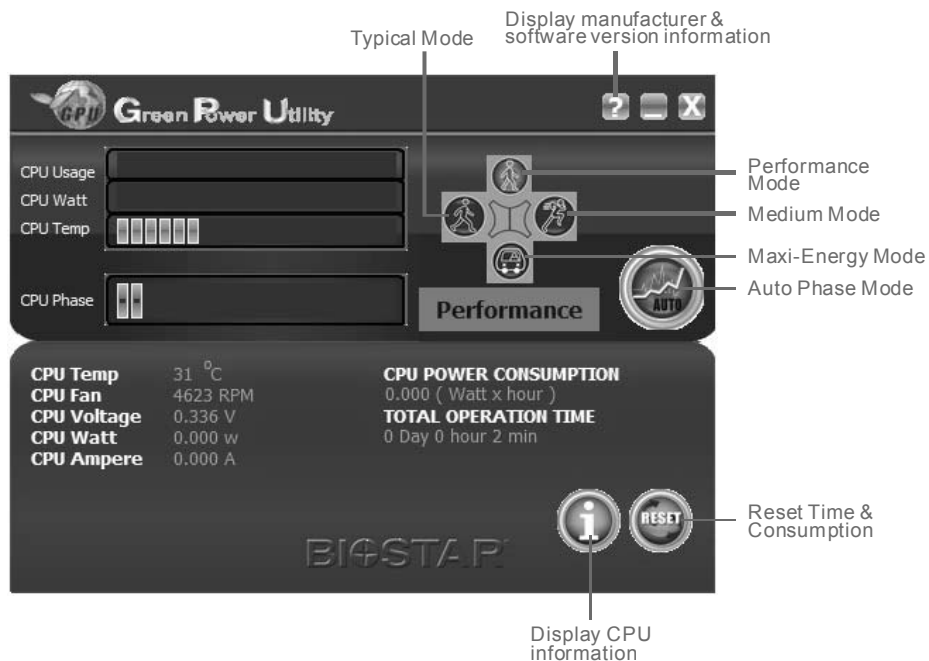 Display manufacturer &
software version information
Typical Mode
GPU
Green Power Utility
?
X
CPU Usage
CPU Watt
CPU Temp
CPU Phase
Performance
AUTO
Performance
Mode
Medium Mode
Maxi-Energy Mode
Auto Phase Mode
CPU Temp 31 °C
CPU Fan 4623 RPM
CPU Voltage 0.336 V
CPU Watt 0.000 w
CPU Ampere 0.000 A
CPU POWER CONSUMPTION
0.000 ( Watt x hour )
TOTAL OPERATION TIME
0 Day 0 hour 2 min
i
RESET
Reset Time &
Consumption
BIOSTAR
Display CPU
information